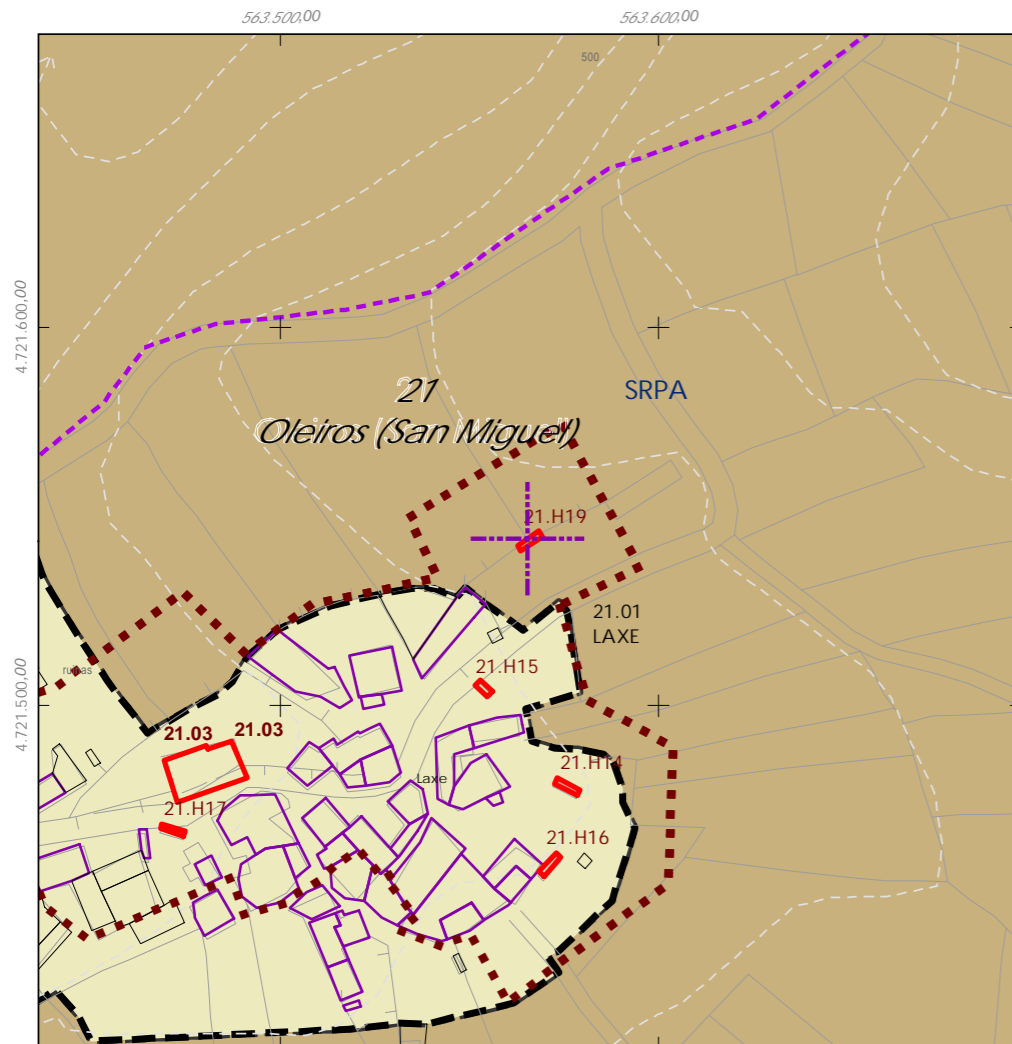 563.500,00
563.600,00
500
4.721.600,00
21
Oleiros (San Miguel)
SRPA
21.H19
21.01
LAXE
21.H15
4.721.500,00
21.03
21.03
21.H14
Laxe
21.H17
21.H16